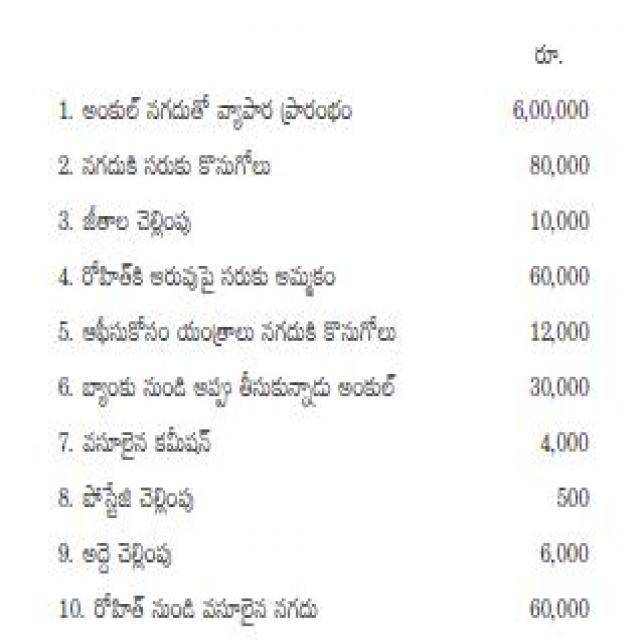 రూ.
1. అంకుల్ నగదుతో వ్యాపార ప్రారంభం 6,00,000
2. నగదుకి సరుకు కొనుగోలు 80,000
3. జీతాల చెల్లింపు 10,000
4. రోహిత్‌కి అరువుపై సరుకు అమ్మకం 60,000
5. ఆఫీసుకోసం యంత్రాలు నగదుకి కొనుగోలు 12,000
6. బ్యాంకు నుండి అప్పు తీసుకున్నాడు అంకుల్ 30,000
7. వసూలైన కమీషన్ 4,000
8. పోస్టేజి చెల్లింపు 500
9. అద్దె చెల్లింపు 6,000
10. రోహిత్ నుండి వసూలైన నగదు 60,000